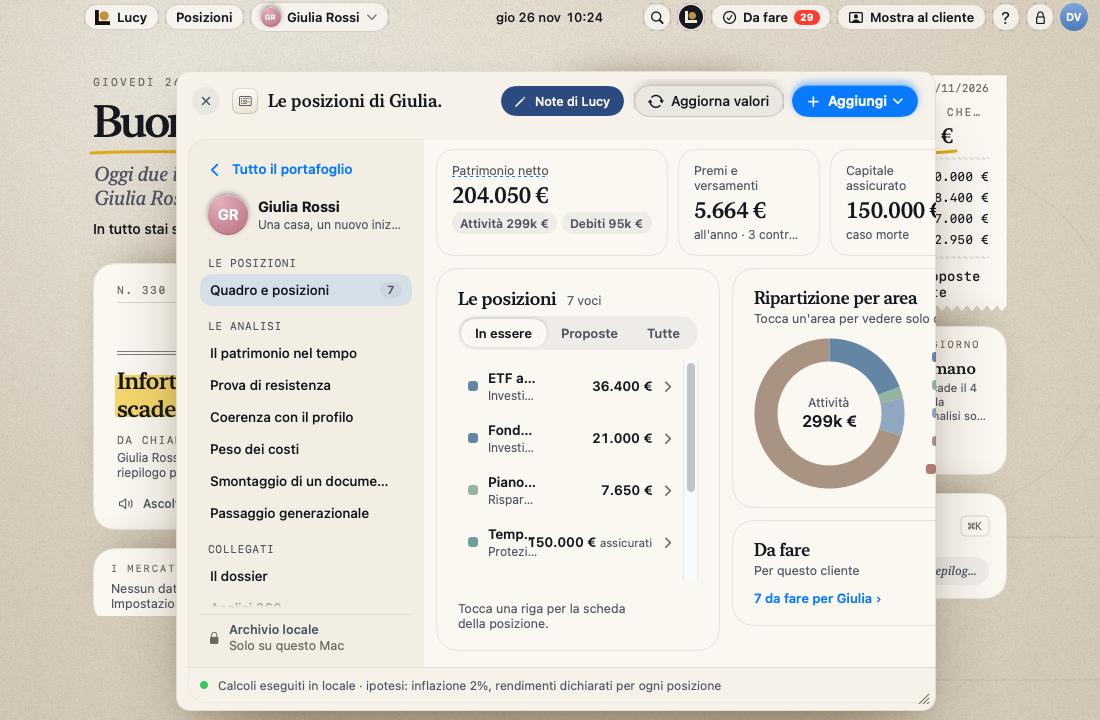 Lucy
Posizioni
GR Giulia Rossi
gio 26 nov 10:24
Da fare 29
Mostra al cliente
?
DV
GIOVEDÌ 26
Buon
Oggi due i
Giulia Ros
In tutto stai s
N. 330
Infort
scade
DA CHIAR
Giulia Ros
riepilogo p
Ascol
I MERCAT
Nessun dat
Impostazio
Le posizioni di Giulia.
Note di Lucy
Aggiorna valori
Aggiungi
Tutto il portafoglio
GR
Giulia Rossi
Una casa, un nuovo iniz...
LE POSIZIONI
Quadro e posizioni 7
LE ANALISI
Il patrimonio nel tempo
Prova di resistenza
Coerenza con il profilo
Peso dei costi
Smontaggio di un docume...
Passaggio generazionale
COLLEGATI
Il dossier
Analisi 360
Archivio locale
Solo su questo Mac
Patrimonio netto
204.050 €
Attività 299k € Debiti 95k €
Premi e
versamenti
5.664 €
all'anno · 3 contr...
Capitale
assicurato
150.000 €
caso morte
Le posizioni 7 voci
In essere Proposte Tutte
ETF a...
Investi...
36.400 €
Fond...
Investi...
21.000 €
Piano...
Rispar...
7.650 €
Temp...
Protezi...
150.000 € assicurati
Tocca una riga per la scheda
della posizione.
Ripartizione per area
Tocca un'area per vedere solo
Attività
299k €
Da fare
Per questo cliente
7 da fare per Giulia ›
Calcoli eseguiti in locale · ipotesi: inflazione 2%, rendimenti dichiarati per ogni posizione
/11/2026
CHE…
€
0.000 €
8.400 €
7.000 €
2.950 €
poste
te
GIORNO
mano
ade il 4
la
nalisi so...
⌘K
epilog...